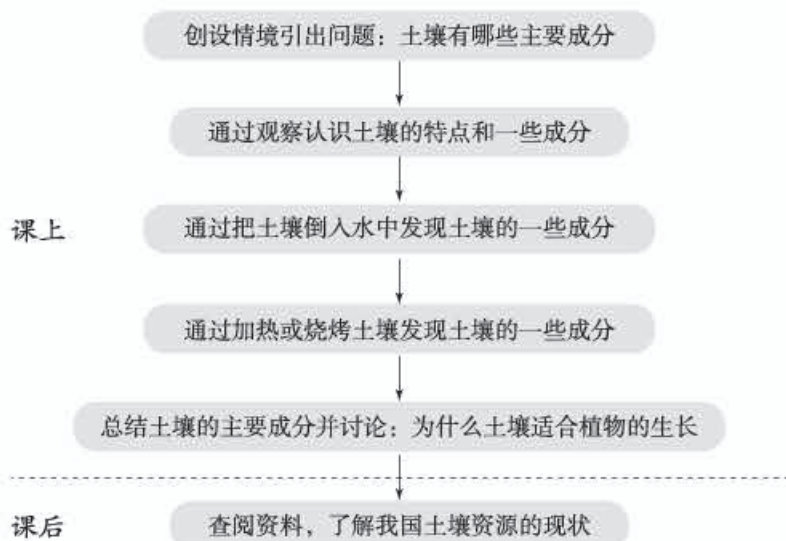 创设情境引出问题：土壤有哪些主要成分
通过观察认识土壤的特点和一些成分
课上
通过把土壤倒入水中发现土壤的一些成分
通过加热或烧烤土壤发现土壤的一些成分
总结土壤的主要成分并讨论：为什么土壤适合植物的生长
课后
查阅资料，了解我国土壤资源的现状